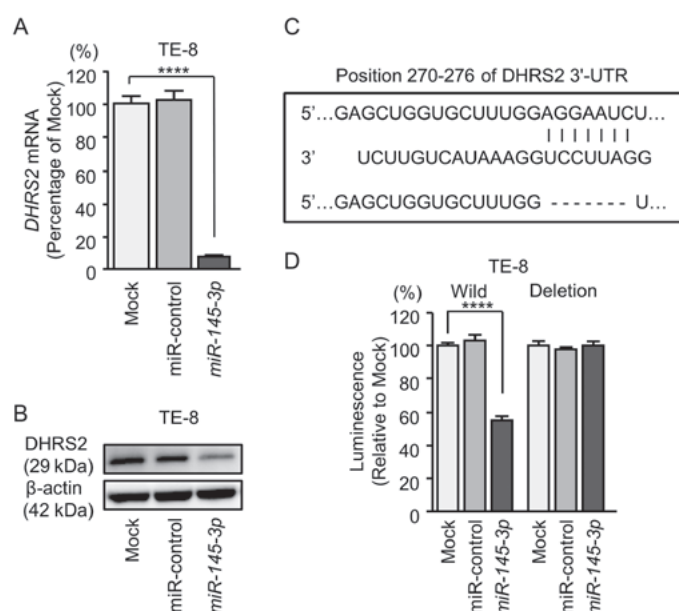 A
TE-8
(%)
****
120
100
80
60
40
20
0
DHRS2 mRNA
(Percentage of Mock)
Mock
miR-control
miR-145-3p
B
TE-8
DHRS2
(29 kDa)
β-actin
(42 kDa)
Mock
miR-control
miR-145-3p
C
Position 270-276 of DHRS2 3'-UTR
5'…GAGCUGGUGCUUUGGAGGAAUCU…
3' UCUUGUCAUAAAGGUCCUUAGG
5'…GAGCUGGUGCUUUGG - - - - - - - U…
D
TE-8
(%)
Wild Deletion
****
120
100
80
60
40
20
0
Luminescence
(Relative to Mock)
Mock
miR-control
miR-145-3p
Mock
miR-control
miR-145-3p